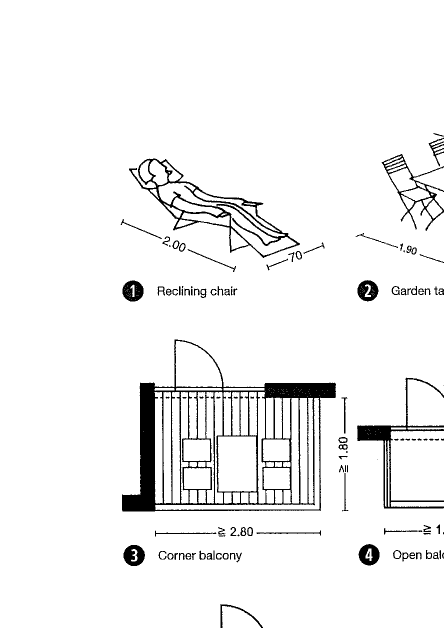 2.00
70
1.90
1 Reclining chair
2 Garden ta
≧ 1.80
≧ 2.80
≧ 1.
3 Corner balcony
4 Open balc